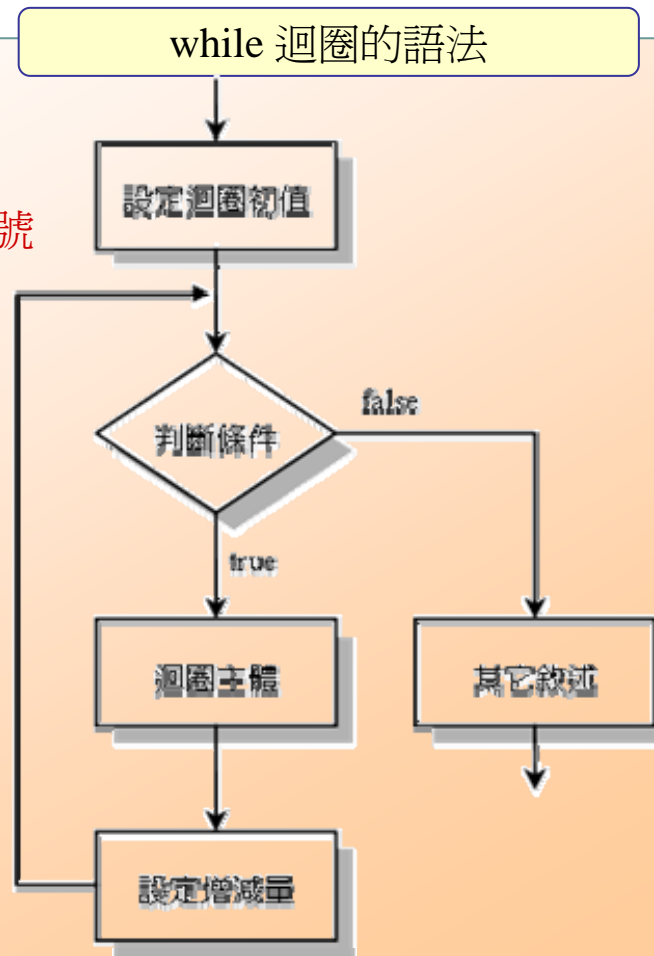 while 迴圈的語法
設定迴圈初值
號
判斷條件
false
true
迴圈主體
其它敘述
設定增減量